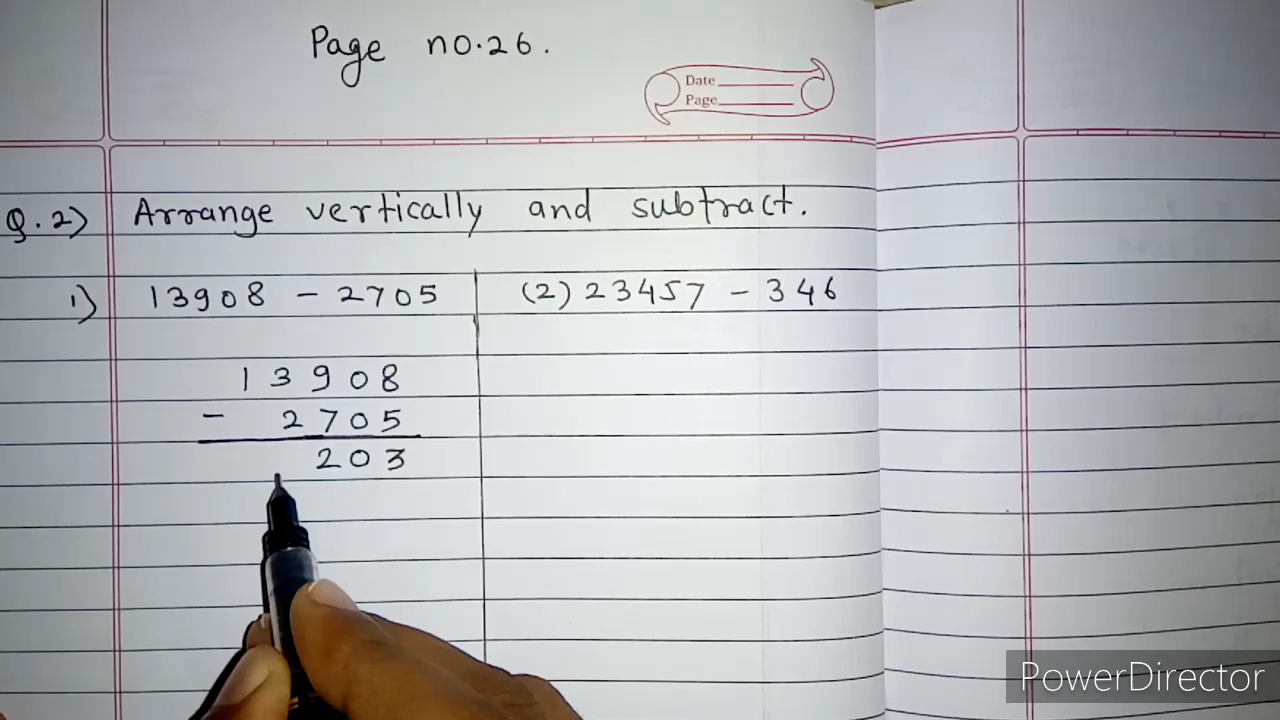 Page no.26.
Date
Page
Q.2) Arrange vertically and subtract.
1) 13908 - 2705
(2) 23457 - 346
13908
- 2705
203
PowerDirector